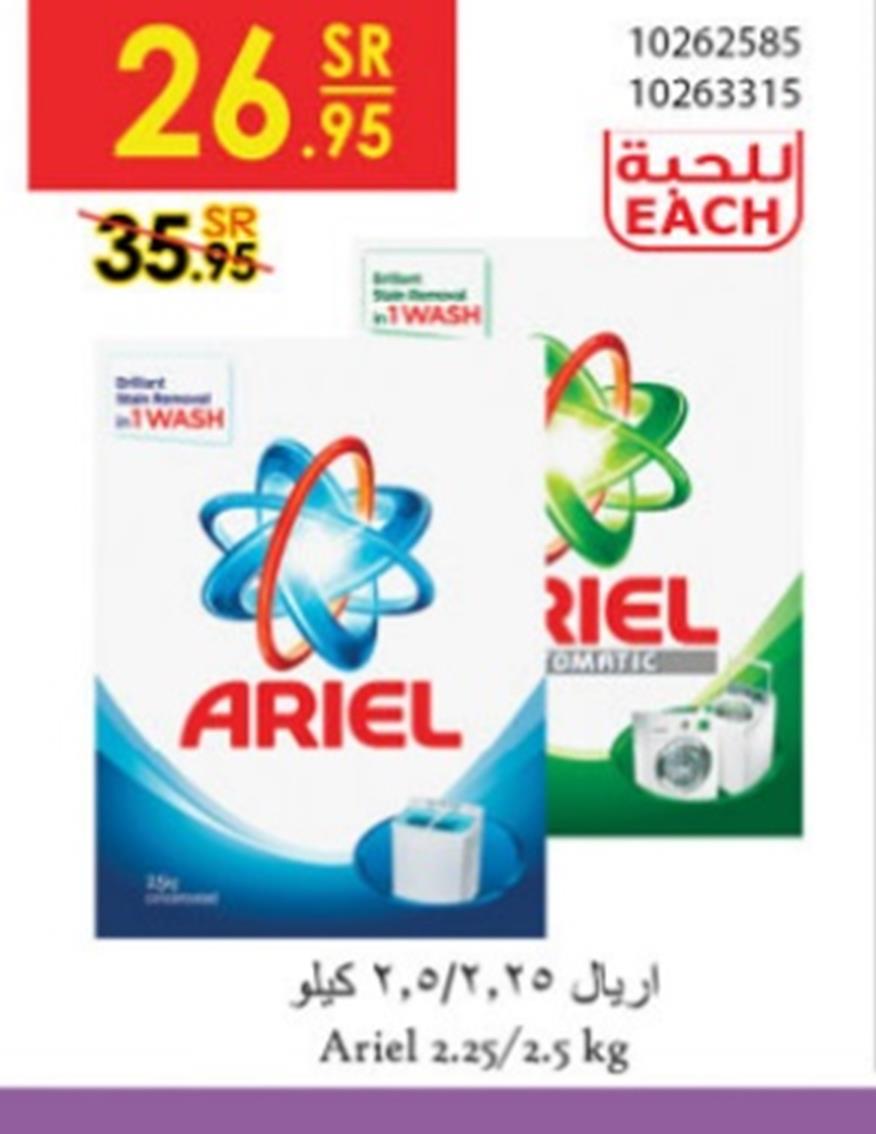 26.95 SR
35.95 SR
10262585
10263315
للحبة
EACH
Brilliant
Stain Removal
in 1 WASH
ARIEL
Brilliant
Stain Removal
in 1 WASH
RIEL
OMATIC
اريال ٢,٥/٢,٢٥ كيلو
Ariel 2.25/2.5 kg